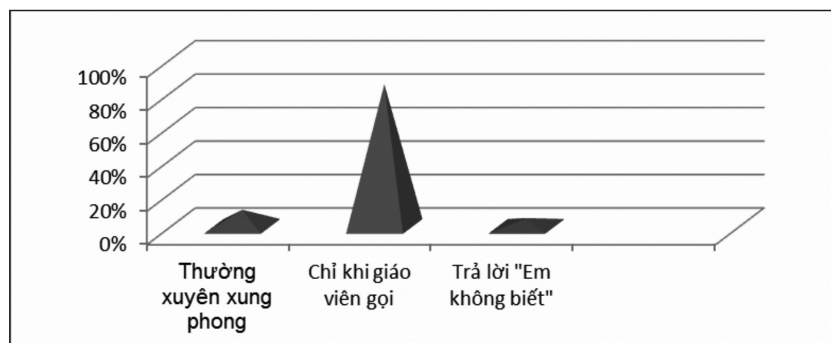 100%
80%
60%
40%
20%
0%
Thường
xuyên xung
phong
Chỉ khi giáo
viên gọi
Trả lời "Em
không biết"